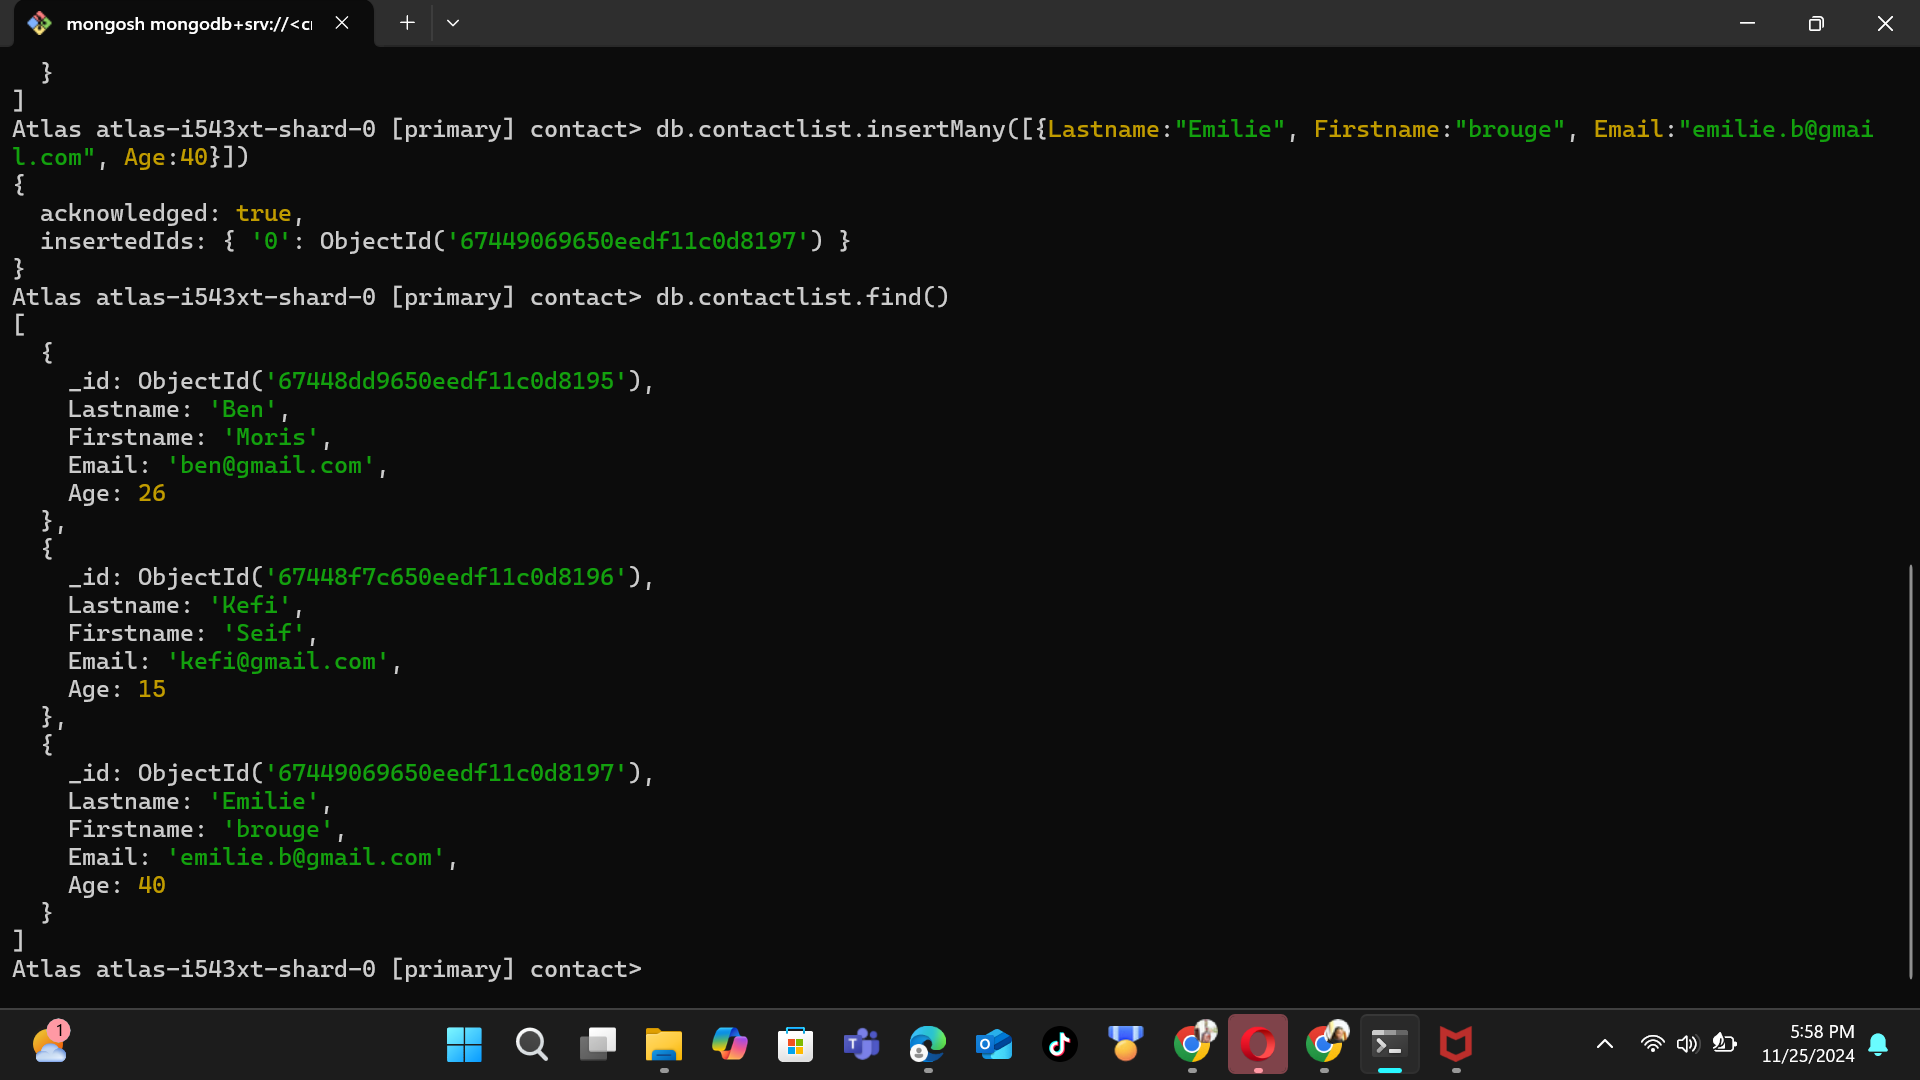 mongosh mongodb+srv://<cr
  }
]
Atlas atlas-i543xt-shard-0 [primary] contact> db.contactlist.insertMany([{Lastname:"Emilie", Firstname:"brouge", Email:"emilie.b@gmai
l.com", Age:40}])
{
  acknowledged: true,
  insertedIds: { '0': ObjectId('67449069650eedf11c0d8197') }
}
Atlas atlas-i543xt-shard-0 [primary] contact> db.contactlist.find()
[
  {
    _id: ObjectId('67448dd9650eedf11c0d8195'),
    Lastname: 'Ben',
    Firstname: 'Moris',
    Email: 'ben@gmail.com',
    Age: 26
  },
  {
    _id: ObjectId('67448f7c650eedf11c0d8196'),
    Lastname: 'Kefi',
    Firstname: 'Seif',
    Email: 'kefi@gmail.com',
    Age: 15
  },
  {
    _id: ObjectId('67449069650eedf11c0d8197'),
    Lastname: 'Emilie',
    Firstname: 'brouge',
    Email: 'emilie.b@gmail.com',
    Age: 40
  }
]
Atlas atlas-i543xt-shard-0 [primary] contact>
1
5:58 PM
11/25/2024